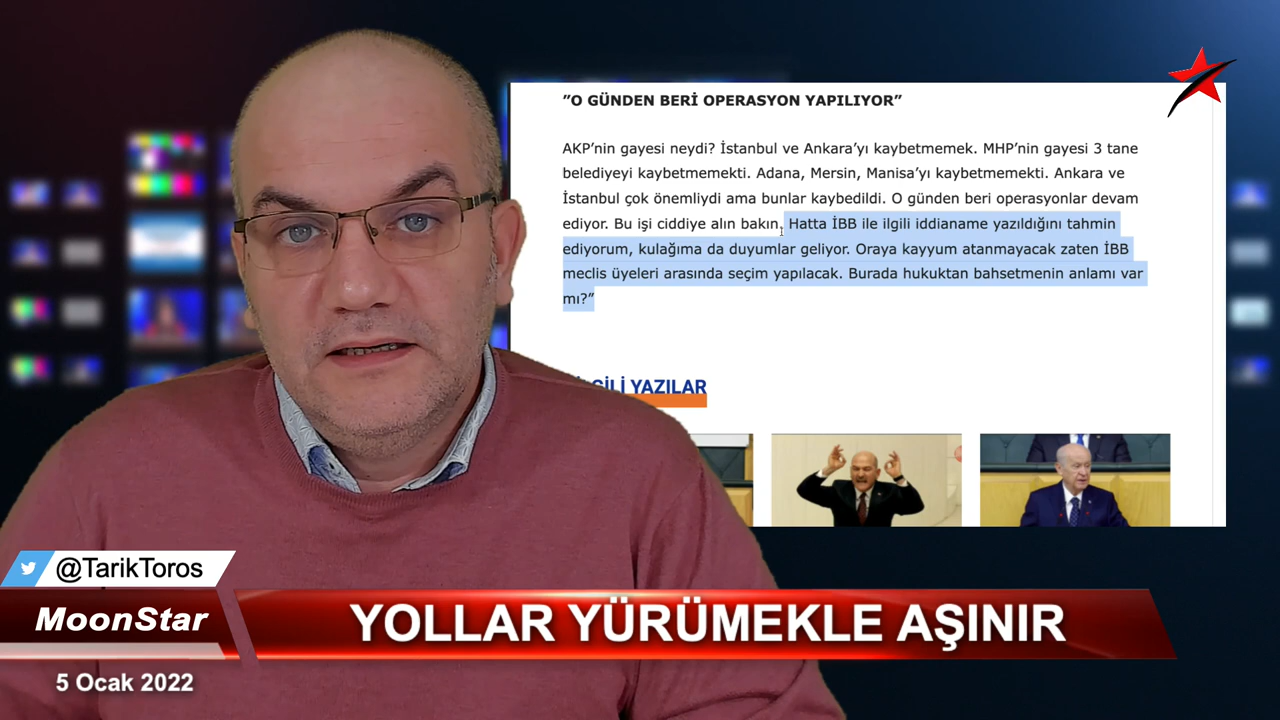 "O GÜNDEN BERİ OPERASYON YAPILIYOR"
AKP'nin gayesi neydi? İstanbul ve Ankara'yı kaybetmemek. MHP'nin gayesi 3 tane
belediyeyi kaybetmemekti. Adana, Mersin, Manisa'yı kaybetmemekti. Ankara ve
İstanbul çok önemliydi ama bunlar kaybedildi. O günden beri operasyonlar devam
ediyor. Bu işi ciddiye alın bakın. Hatta İBB ile ilgili iddianame yazıldığını tahmin
ediyorum, kulağıma da duyumlar geliyor. Oraya kayyum atanmayacak zaten İBB
meclis üyeleri arasında seçim yapılacak. Burada hukuktan bahsetmenin anlamı var
mı?"
YAZILAR
@TarikToros
MoonStar
YOLLAR YÜRÜMEKLE AŞINIR
5 Ocak 2022